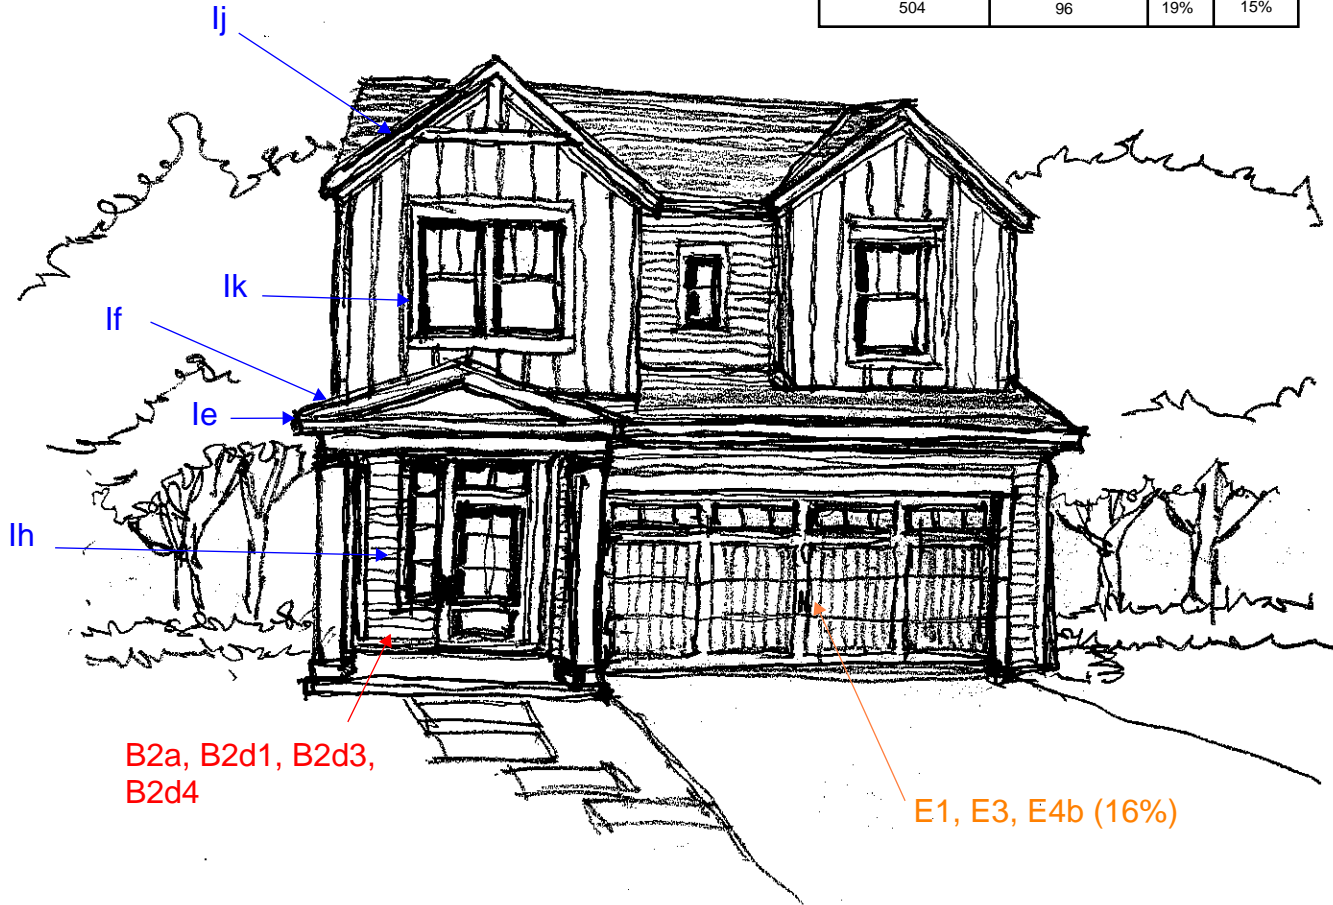 504 96 19% 15%
Ij
Ik
If
Ie
Ih
B2a, B2d1, B2d3,
B2d4
E1, E3, E4b (16%)